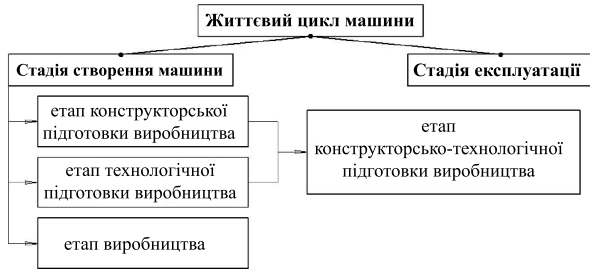 Життєвий цикл машини
Стадія створення машини
Стадія експлуатації
етап конструкторської
підготовки виробництва
етап технологічної
підготовки виробництва
етап виробництва
етап
конструкторсько-технологічної
підготовки виробництва